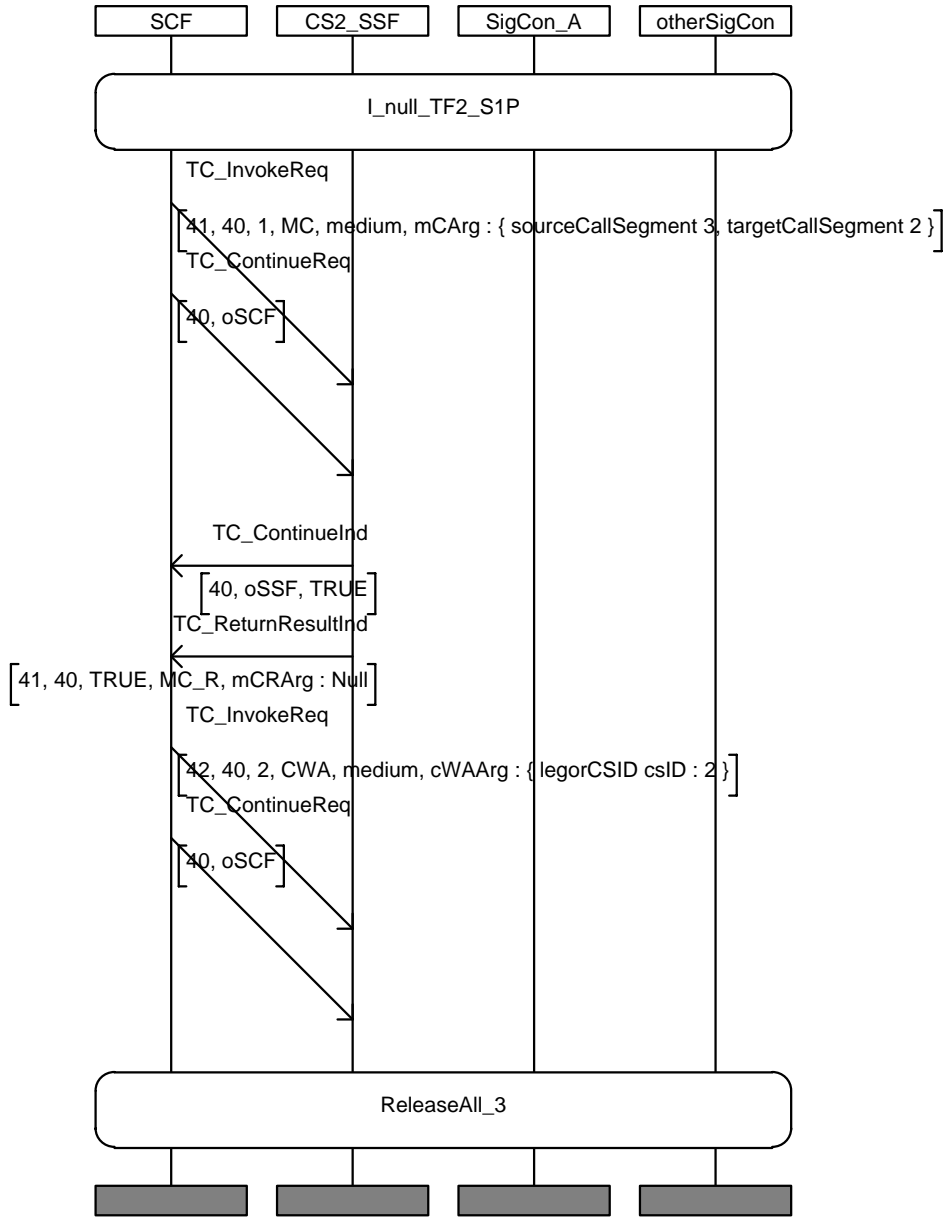 SCF CS2_SSF SigCon_A otherSigCon
I_null_TF2_S1P
TC_InvokeReq
[41, 40, 1, MC, medium, mCArg : { sourceCallSegment 3, targetCallSegment 2 }]
TC_ContinueReq
[40, oSCF]
TC_ContinueInd
[40, oSSF, TRUE]
TC_ReturnResultInd
[41, 40, TRUE, MC_R, mCRArg : Null]
TC_InvokeReq
[42, 40, 2, CWA, medium, cWAArg : { legorCSID csID : 2 }]
TC_ContinueReq
[40, oSCF]
ReleaseAll_3